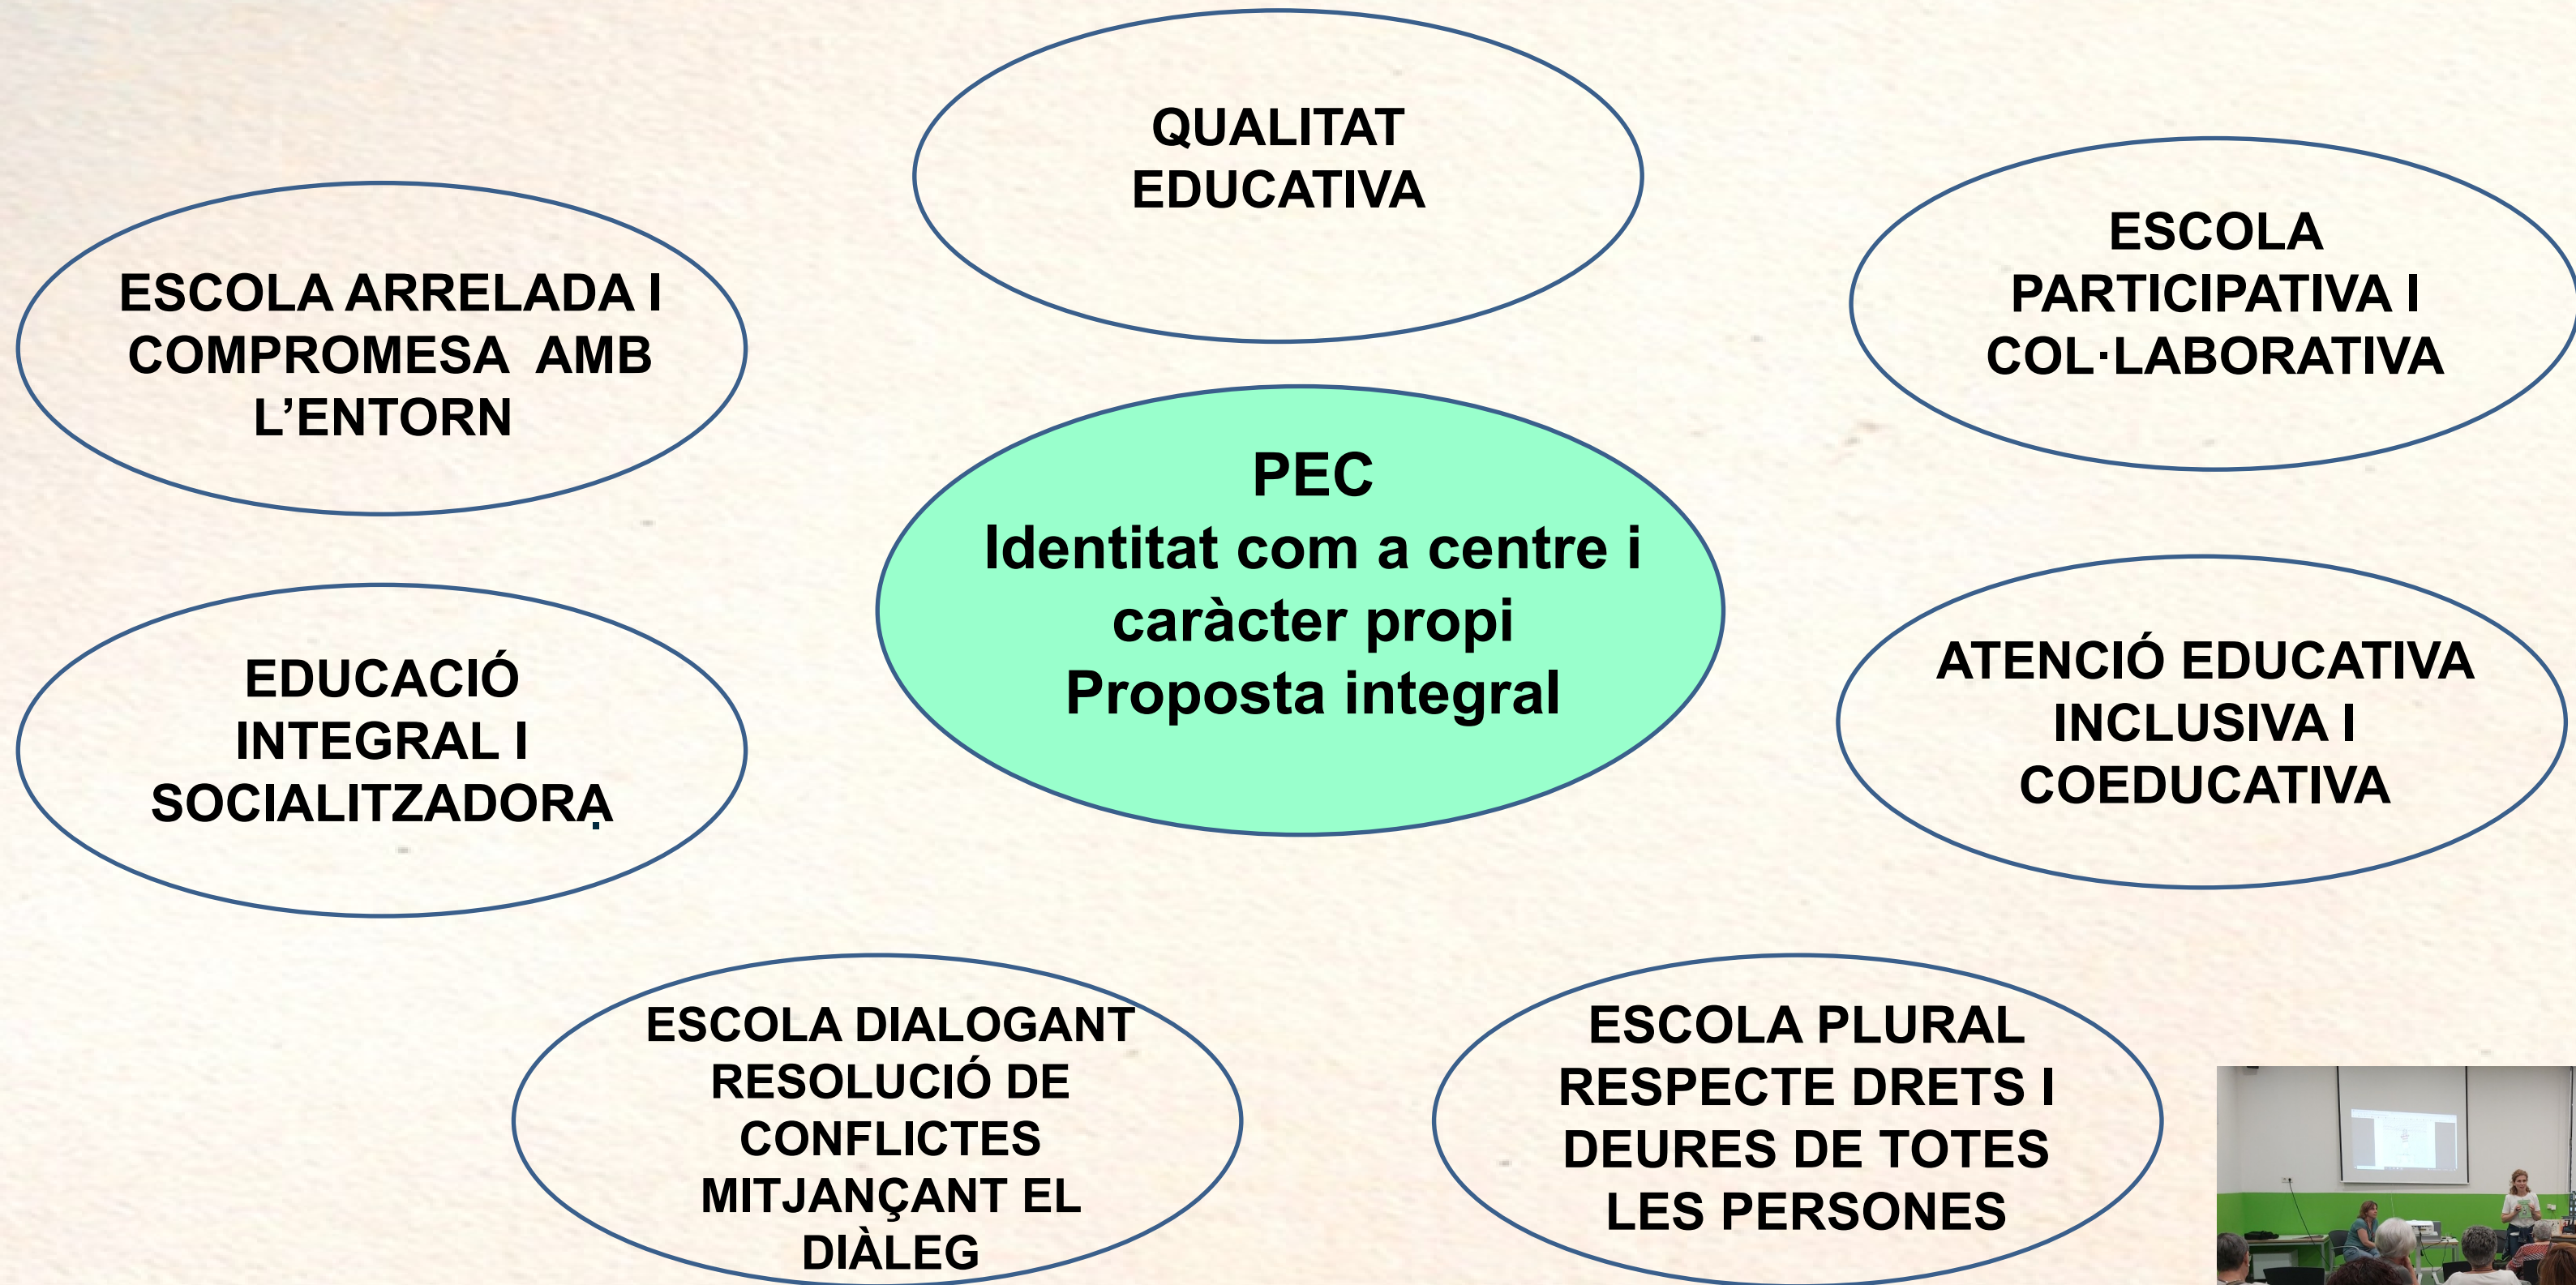 QUALITAT
EDUCATIVA
ESCOLA ARRELADA I
COMPROMESA  AMB
L’ENTORN
ESCOLA
PARTICIPATIVA I
COL·LABORATIVA
PEC
Identitat com a centre i
caràcter propi
Proposta integral
EDUCACIÓ
INTEGRAL I
SOCIALITZADORA
.
ATENCIÓ EDUCATIVA
INCLUSIVA I
COEDUCATIVA
ESCOLA DIALOGANT
RESOLUCIÓ DE
CONFLICTES
MITJANÇANT EL
DIÀLEG
ESCOLA PLURAL
RESPECTE DRETS I
DEURES DE TOTES
LES PERSONES